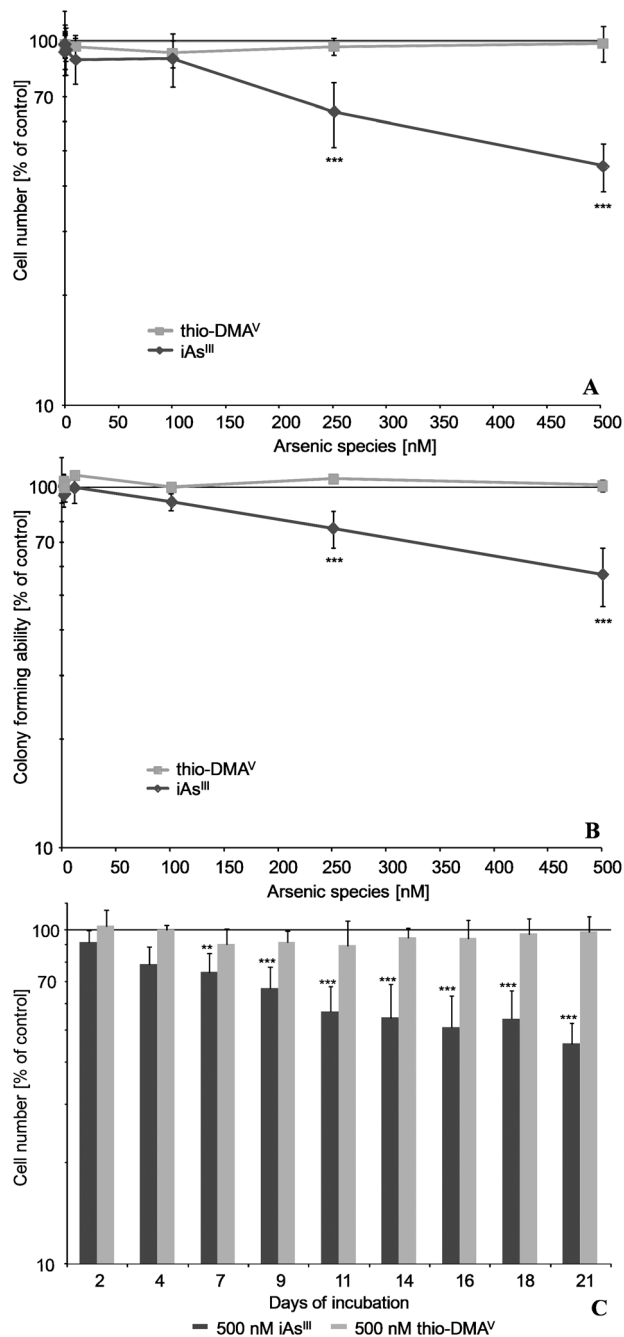 100
70
10
Cell number [% of control]
***
***
thio-DMAⱽ
iAsᴵᴵᴵ
A
0 50 100 150 200 250 300 350 400 450 500
Arsenic species [nM]
100
70
10
Colony forming ability [% of control]
***
***
thio-DMAⱽ
iAsᴵᴵᴵ
B
0 50 100 150 200 250 300 350 400 450 500
Arsenic species [nM]
100
70
10
Cell number [% of control]
** *** *** *** *** *** ***
2 4 7 9 11 14 16 18 21
Days of incubation
C
500 nM iAsᴵᴵᴵ 500 nM thio-DMAⱽ